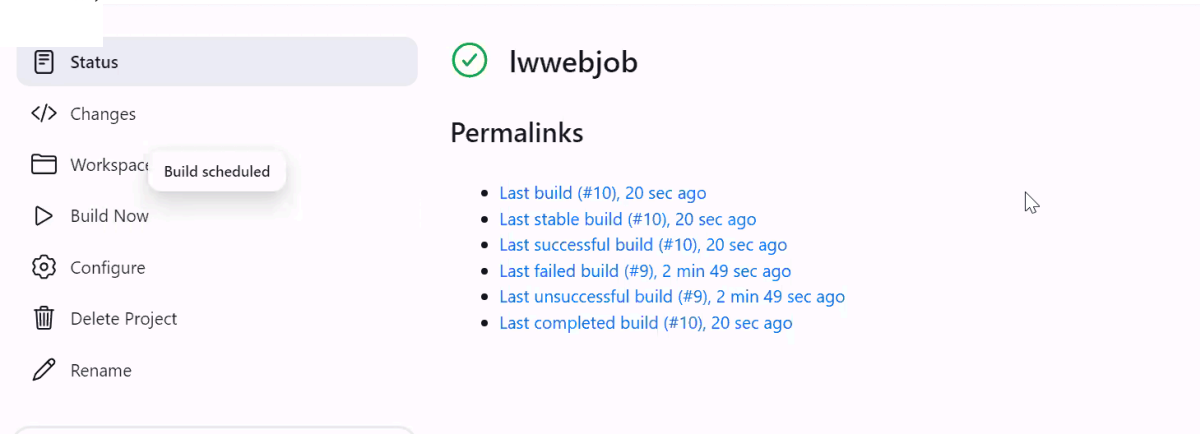 Status
Changes
Workspace
Build scheduled
Build Now
Configure
Delete Project
Rename
lwwebjob
Permalinks
Last build (#10), 20 sec ago
Last stable build (#10), 20 sec ago
Last successful build (#10), 20 sec ago
Last failed build (#9), 2 min 49 sec ago
Last unsuccessful build (#9), 2 min 49 sec ago
Last completed build (#10), 20 sec ago